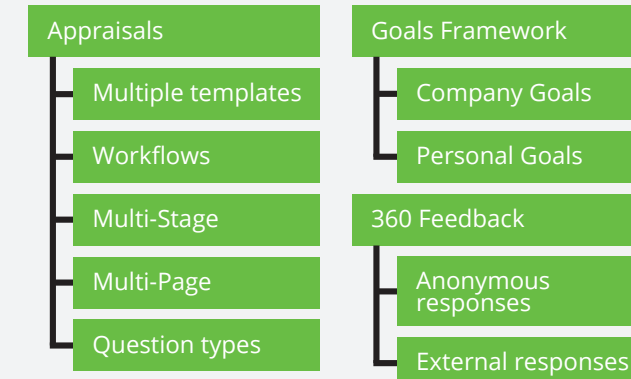 Appraisals
Multiple templates
Workflows
Multi-Stage
Multi-Page
Question types
Goals Framework
Company Goals
Personal Goals
360 Feedback
Anonymous
responses
External responses